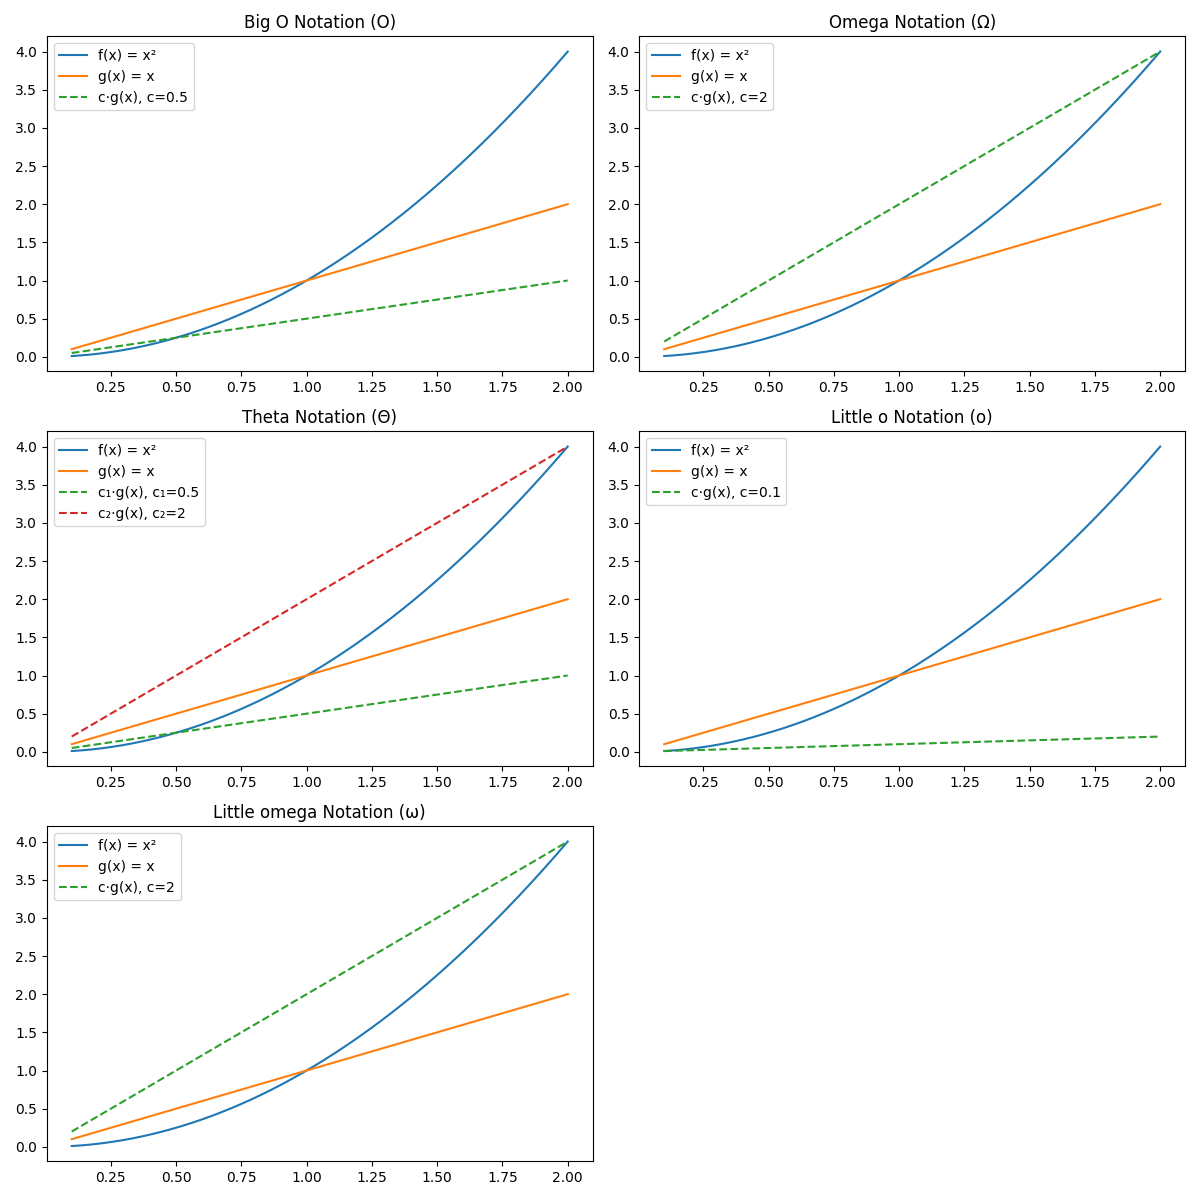 Big O Notation (O)
f(x) = x²
g(x) = x
c·g(x), c=0.5
4.0
3.5
3.0
2.5
2.0
1.5
1.0
0.5
0.0
0.25 0.50 0.75 1.00 1.25 1.50 1.75 2.00
Omega Notation (Ω)
f(x) = x²
g(x) = x
c·g(x), c=2
4.0
3.5
3.0
2.5
2.0
1.5
1.0
0.5
0.0
0.25 0.50 0.75 1.00 1.25 1.50 1.75 2.00
Theta Notation (Θ)
f(x) = x²
g(x) = x
c₁·g(x), c₁=0.5
c₂·g(x), c₂=2
4.0
3.5
3.0
2.5
2.0
1.5
1.0
0.5
0.0
0.25 0.50 0.75 1.00 1.25 1.50 1.75 2.00
Little o Notation (o)
f(x) = x²
g(x) = x
c·g(x), c=0.1
4.0
3.5
3.0
2.5
2.0
1.5
1.0
0.5
0.0
0.25 0.50 0.75 1.00 1.25 1.50 1.75 2.00
Little omega Notation (ω)
f(x) = x²
g(x) = x
c·g(x), c=2
4.0
3.5
3.0
2.5
2.0
1.5
1.0
0.5
0.0
0.25 0.50 0.75 1.00 1.25 1.50 1.75 2.00